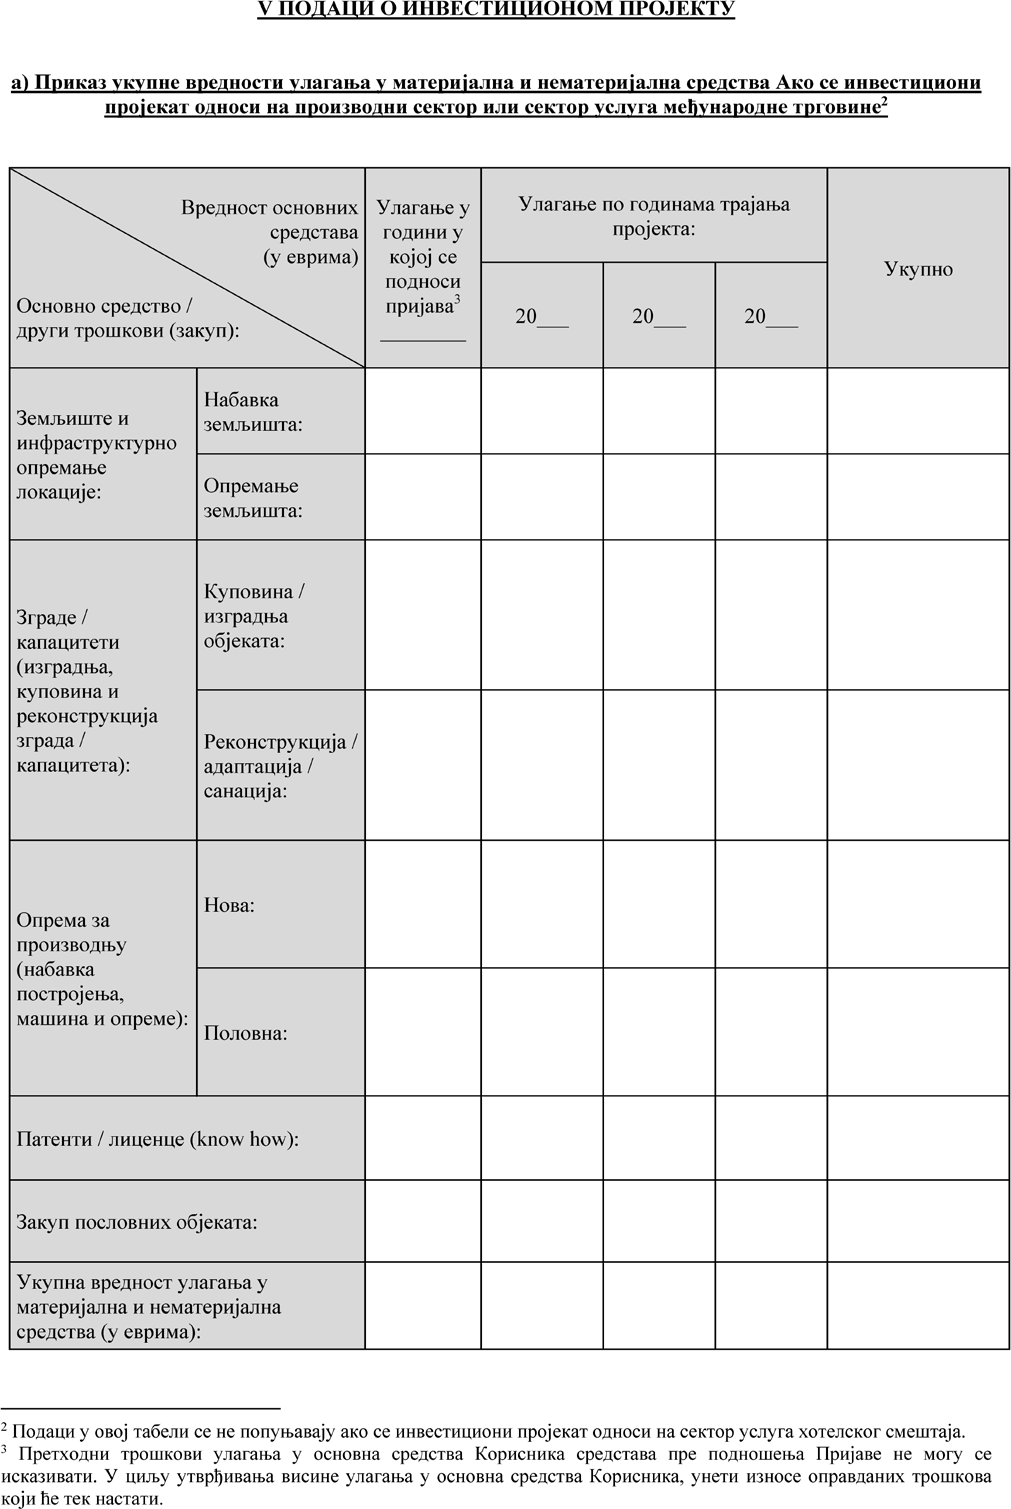 V ПОДАЦИ О ИНВЕСТИЦИОНОМ ПРОЈЕКТУ
а) Приказ укупне вредности улагања у материјална и нематеријална средства Ако се инвестициони
пројекат односи на производни сектор или сектор услуга међународне трговине2
Вредност основних
средстава
(у еврима)
Основно средство /
други трошкови (закуп):
Улагање у
години у
којој се
подноси
пријава3
_________
Улагање по годинама трајања
пројекта:
20___
20___
20___
Укупно
Земљиште и
инфраструктурно
опремање
локације:
Набавка
земљишта:
Опремање
земљишта:
Зграде /
капацитети
(изградња,
куповина и
реконструкција
зграда /
капацитета):
Куповина /
изградња
објеката:
Реконструкција /
адаптација /
санација:
Опрема за
производњу
(набавка
постројења,
машина и опреме):
Нова:
Половна:
Патенти / лиценце (know how):
Закуп пословних објеката:
Укупна вредност улагања у
материјална и нематеријална
средства (у еврима):
2 Подаци у овој табели се не попуњавају ако се инвестициони пројекат односи на сектор услуга хотелског смештаја.
3 Претходни трошкови улагања у основна средства Корисника средстава пре подношења Пријаве не могу се
исказивати. У циљу утврђивања висине улагања у основна средства Корисника, унети износе оправданих трошкова
који ће тек настати.